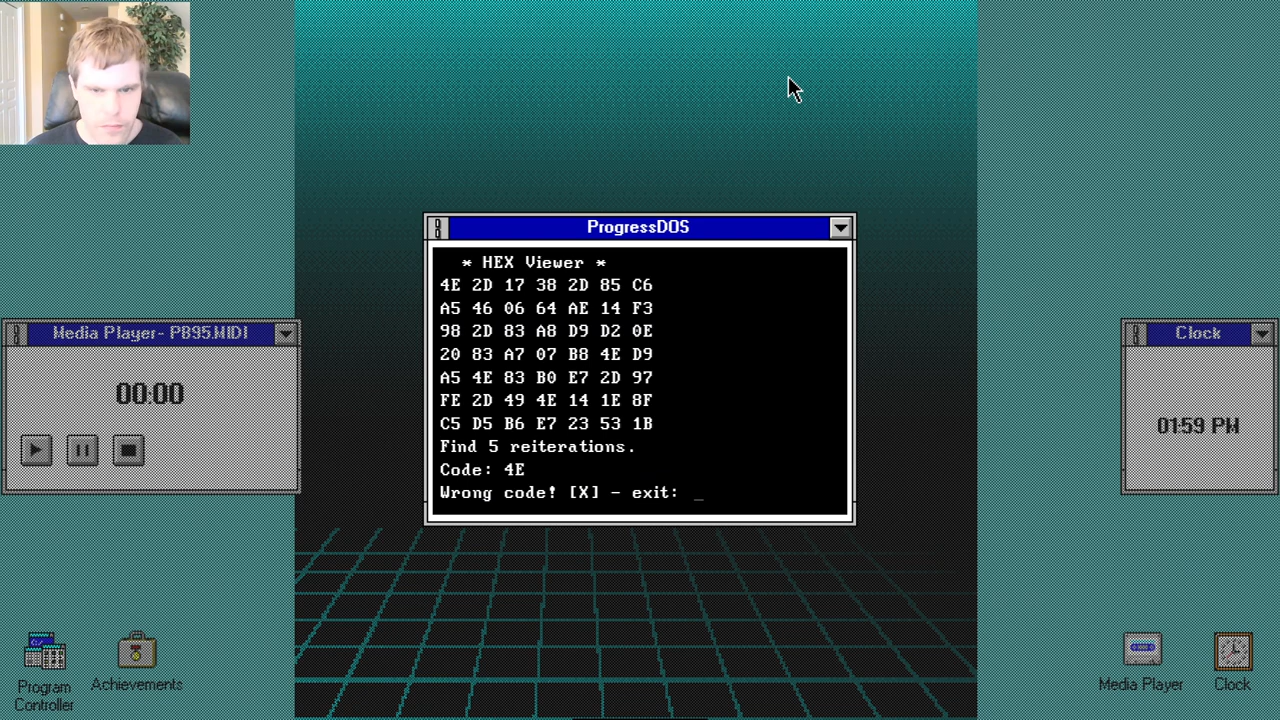 ProgressDOS
* HEX Viewer *
4E 2D 17 38 2D 85 C6
A5 46 06 64 AE 14 F3
98 2D 83 A8 D9 D2 0E
20 83 A7 07 B8 4E D9
A5 4E 83 B0 E7 2D 97
FE 2D 49 4E 14 1E 8F
C5 D5 B6 E7 23 53 1B
Find 5 reiterations.
Code: 4E
Wrong code! [X] - exit: _
Media Player- PB95.MIDI
00:00
Clock
01:59 PM
Program
Controller
Achievements
Media Player
Clock